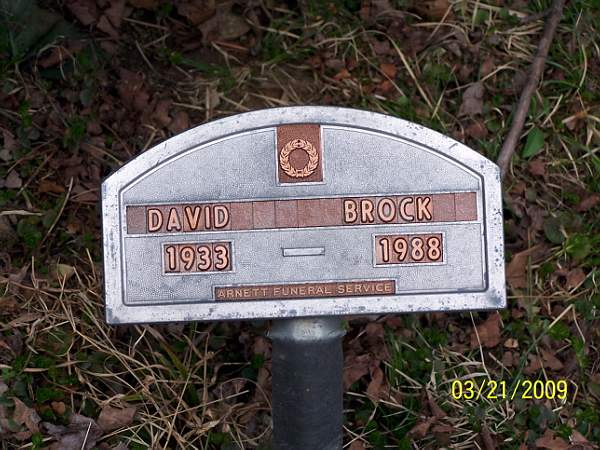 DAVID BROCK
1933 – 1988
ARNETT FUNERAL SERVICE
03/21/2009